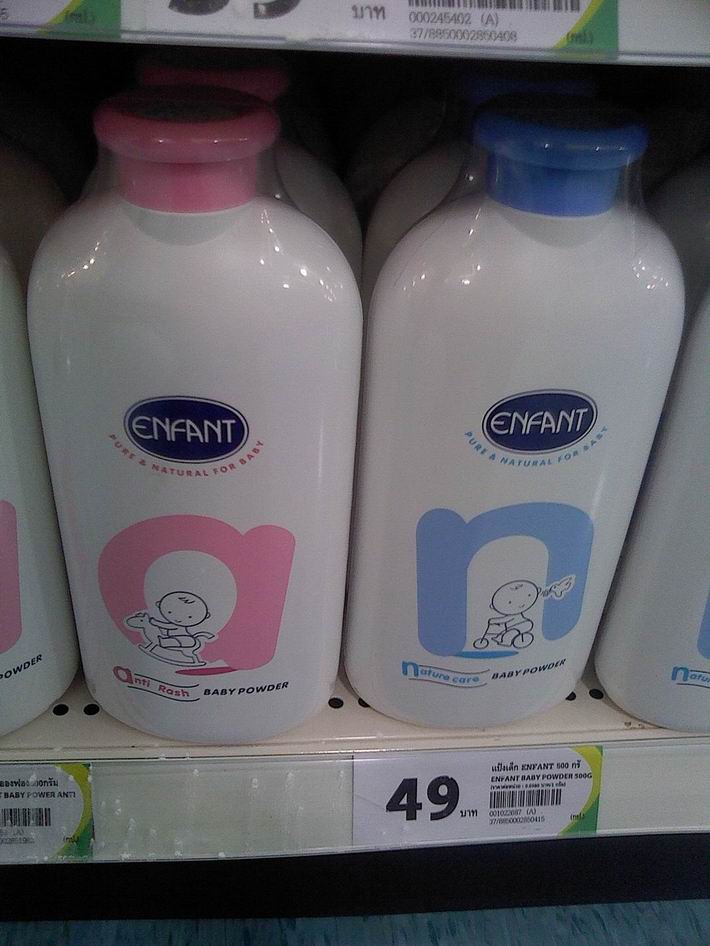 บาท
000245402 (A)
37/8850002850408
ENFANT
PURE & NATURAL FOR BABY
a
anti Rash BABY POWDER
ENFANT
PURE & NATURAL FOR BABY
n
nature care BABY POWDER
POWDER
BABY POWER ANTI
49 บาท
แป้งเด็ก ENFANT 500 กรั
ENFANT BABY POWDER 500G
001022687 (A)
37/8850002850415